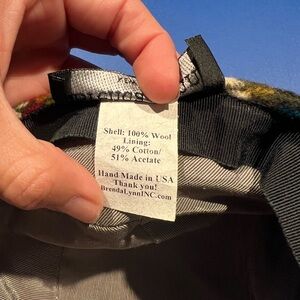 Shell: 100% Wool
Lining:
49% Cotton/
51% Acetate
Hand Made in USA
Thank you!
BrendaLynnINC.com